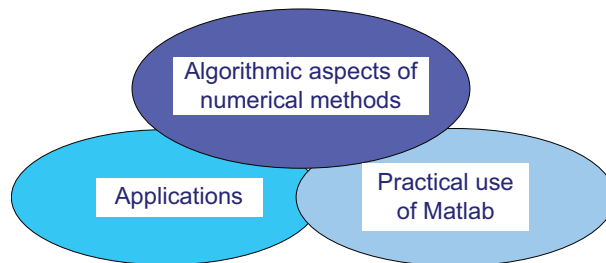 Algorithmic aspects of
numerical methods
Applications
Practical use
of Matlab